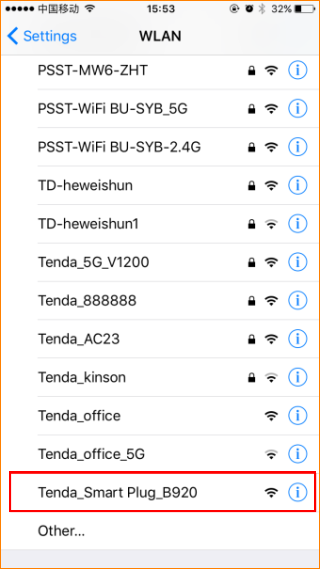 中国移动 15:53 32%
Settings WLAN
PSST-MW6-ZHT
PSST-WiFi BU-SYB_5G
PSST-WiFi BU-SYB-2.4G
TD-heweishun
TD-heweishun1
Tenda_5G_V1200
Tenda_888888
Tenda_AC23
Tenda_kinson
Tenda_office
Tenda_office_5G
Tenda_Smart Plug_B920
Other...